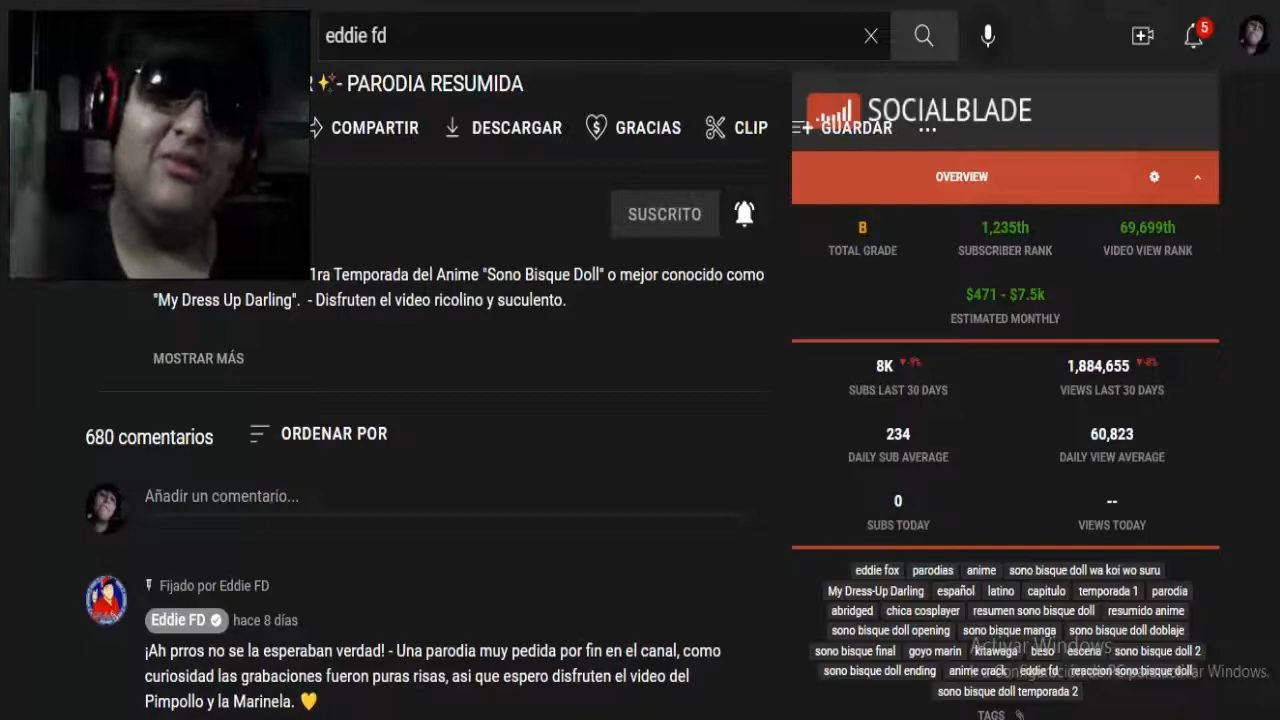 eddie fd
5
- PARODIA RESUMIDA
COMPARTIR
DESCARGAR
GRACIAS
CLIP
GUARDAR
...
SUSCRITO
1ra Temporada del Anime "Sono Bisque Doll" o mejor conocido como
"My Dress Up Darling". - Disfruten el video ricolino y suculento.
MOSTRAR MÁS
680 comentarios
ORDENAR POR
Añadir un comentario...
Fijado por Eddie FD
Eddie FD
hace 8 días
¡Ah prros no se la esperaban verdad! - Una parodia muy pedida por fin en el canal, como
curiosidad las grabaciones fueron puras risas, asi que espero disfruten el video del
Pimpollo y la Marinela.
SOCIALBLADE
OVERVIEW
B 1,235th 69,699th
TOTAL GRADE SUBSCRIBER RANK VIDEO VIEW RANK
$471 - $7.5k
ESTIMATED MONTHLY
8K -9% 1,884,655 -8%
SUBS LAST 30 DAYS VIEWS LAST 30 DAYS
234 60,823
DAILY SUB AVERAGE DAILY VIEW AVERAGE
0 --
SUBS TODAY VIEWS TODAY
eddie fox parodias anime sono bisque doll wa koi wo suru
My Dress-Up Darling español latino capitulo temporada 1 parodia
abridged chica cosplayer resumen sono bisque doll resumido anime
sono bisque doll opening sono bisque manga sono bisque doll doblaje
sono bisque final goyo marin kitawaga beso escena sono bisque doll 2
sono bisque doll ending anime crack eddie fd reaccion sono bisque doll
sono bisque doll temporada 2
TAGS
Activar Windows
Windows.